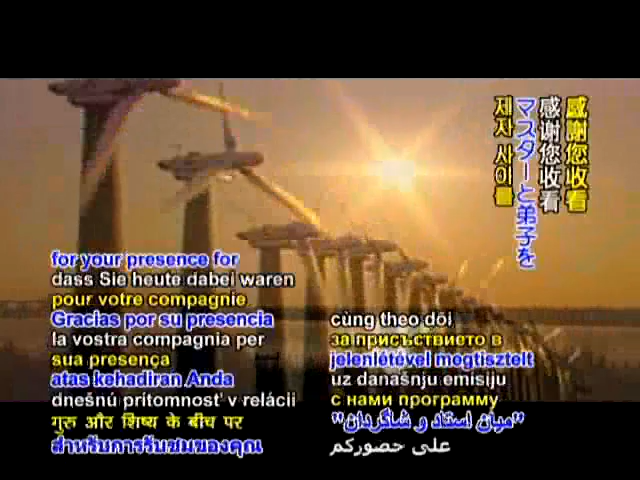 感謝您收看
感谢您收看
マスターと弟子を
제자 사이를
for your presence for
dass Sie heute dabei waren
pour votre compagnie
Gracias por su presencia
la vostra compagnia per
sua presença
atas kehadiran Anda
dnešnú prítomnosť v relácii
गुरु और शिष्य के बीच पर
สำหรับการรับชมของคุณ
cùng theo dõi
за присъствието в
jelenlétével megtisztelt
uz današnju emisiju
с нами программу
"میان استاد و شاگردان"
على حضوركم